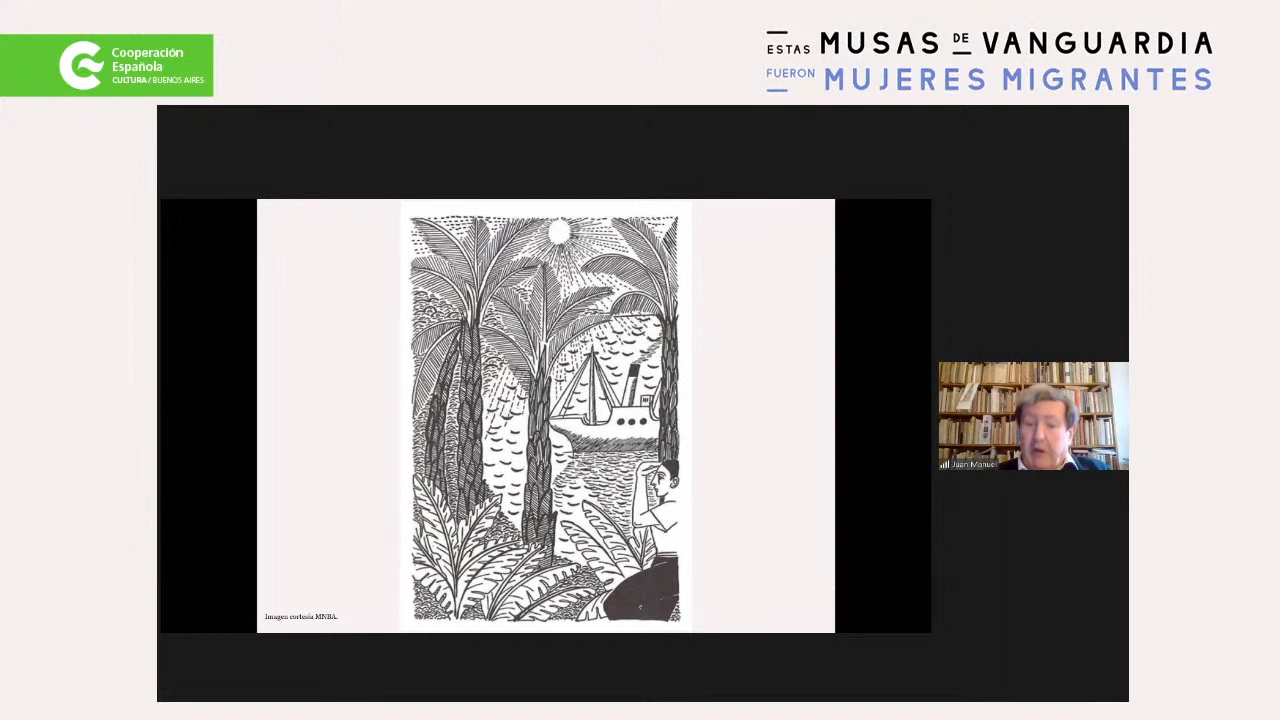 Cooperación
Española
CULTURA / BUENOS AIRES
ESTAS MUSAS DE VANGUARDIA
FUERON MUJERES MIGRANTES
Juan Manuel
Imagen cortesía MNBA.